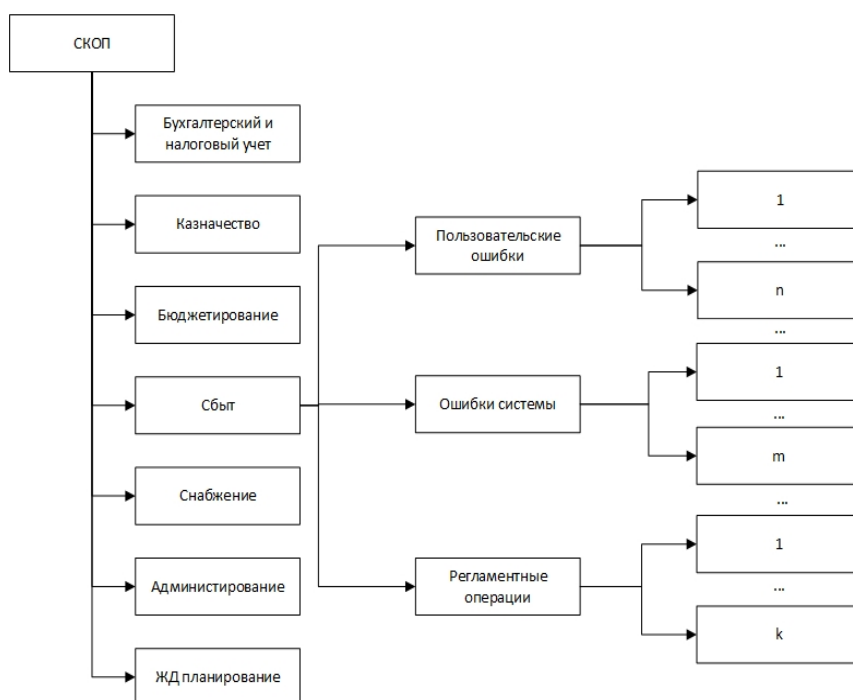 СКОП
Бухгалтерский и
налоговый учет
Казначество
Бюджетирование
Сбыт
Снабжение
Администирование
ЖД планирование
Пользовательские
ошибки
Ошибки системы
Регламентные
операции
1
...
n
...
1
...
m
...
1
...
k